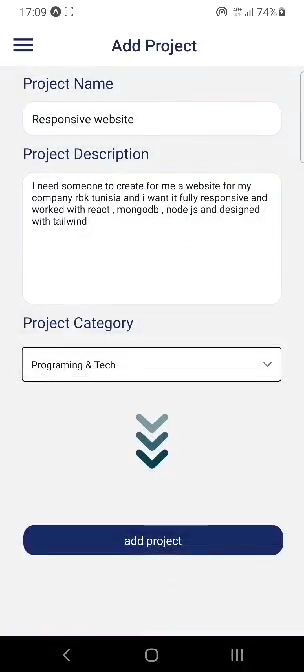 17:09
74%
Add Project
Project Name
Responsive website
Project Description
I need someone to create for me a website for my
company rbk tunisia and i want it fully responsive and
worked with react , mongodb , node js and designed
with tailwind
Project Category
Programing & Tech
add project